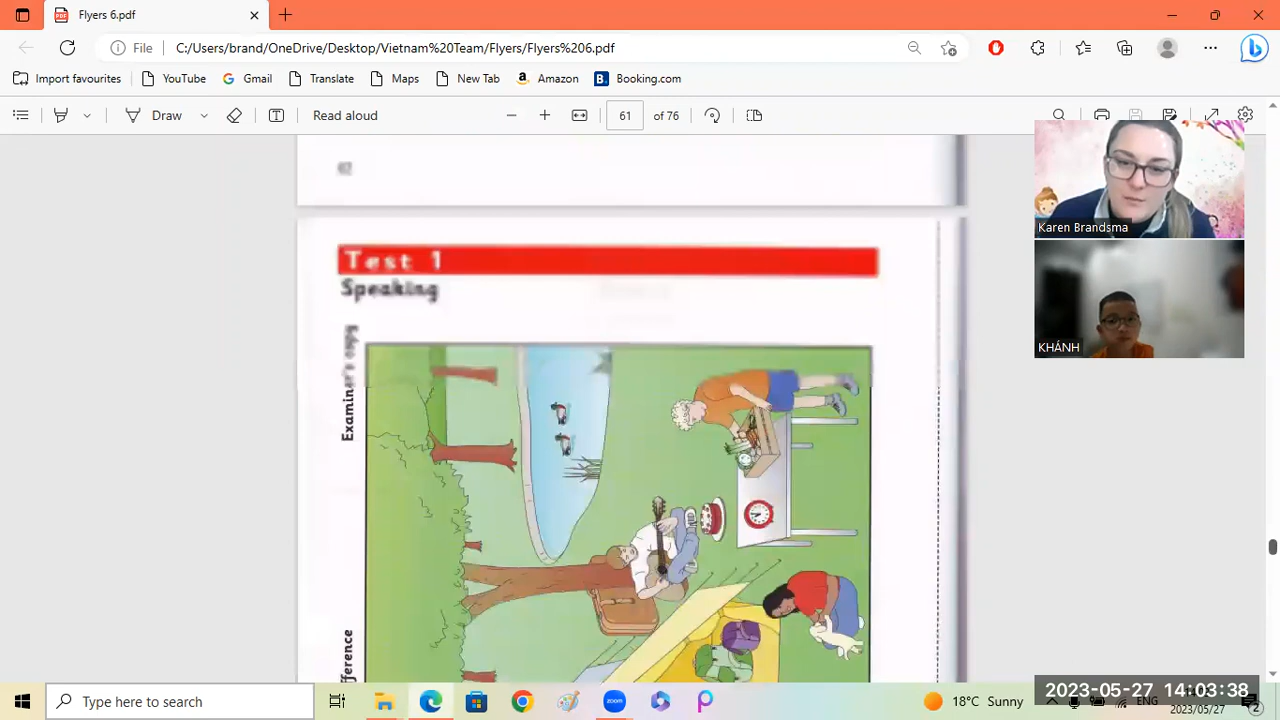 Flyers 6.pdf
File
C:/Users/brand/OneDrive/Desktop/Vietnam%20Team/Flyers/Flyers%206.pdf
Import favourites
YouTube
Gmail
Translate
Maps
New Tab
Amazon
Booking.com
Draw
Read aloud
61
of 76
62
Test 1
Speaking
Examiner's copy
fference
Karen Brandsma
KHÁNH
Type here to search
18°C Sunny
ENG
2023-05-27 14:03:38
2023/05/27